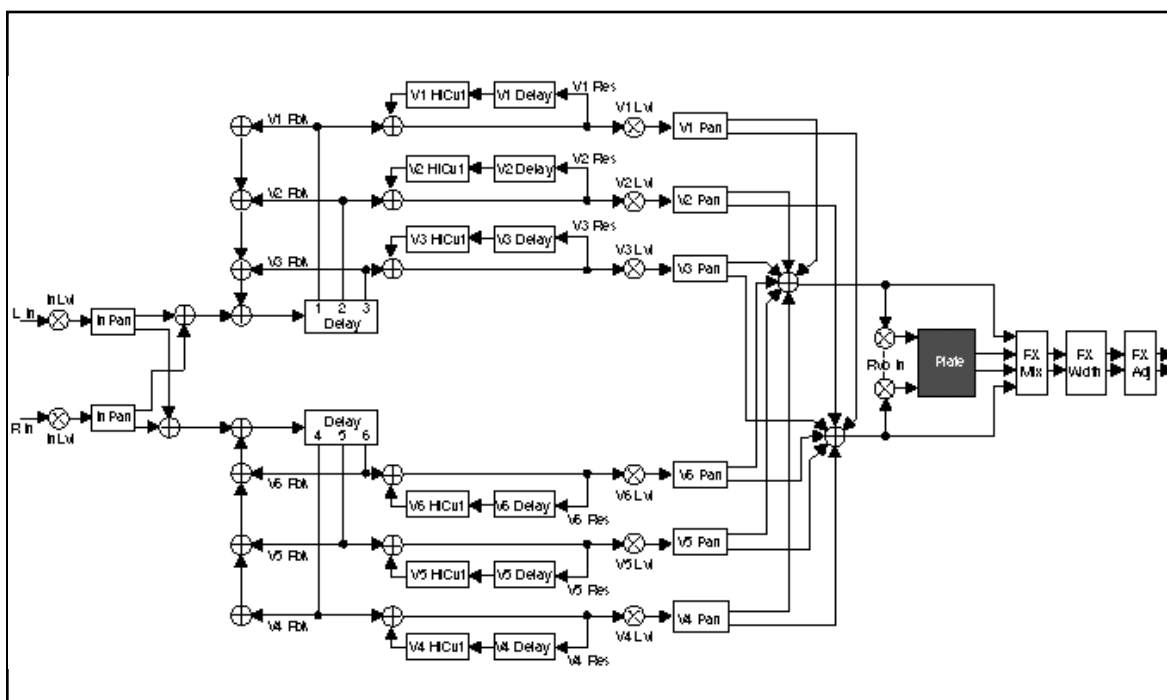 V1 Res
V1 HiCut V1 Delay
V1 Lvl
V1 Fbk
V1 Pan
V2 Res
V2 HiCut V2 Delay
V2 Lvl
V2 Fbk
V2 Pan
V3 Res
V3 HiCut V3 Delay
V3 Lvl
V3 Fbk
V3 Pan
In Lvl
L In
In Pan
1 2 3
Delay
Rvb In
Plate
FX Mix
FX Width
FX Adj
R In
In Pan
In Lvl
Delay
4 5 6
V6 Fbk
V6 Pan
V6 Lvl
V6 HiCut V6 Delay
V6 Res
V5 Fbk
V5 Pan
V5 Lvl
V5 HiCut V5 Delay
V5 Res
V4 Fbk
V4 Pan
V4 Lvl
V4 HiCut V4 Delay
V4 Res